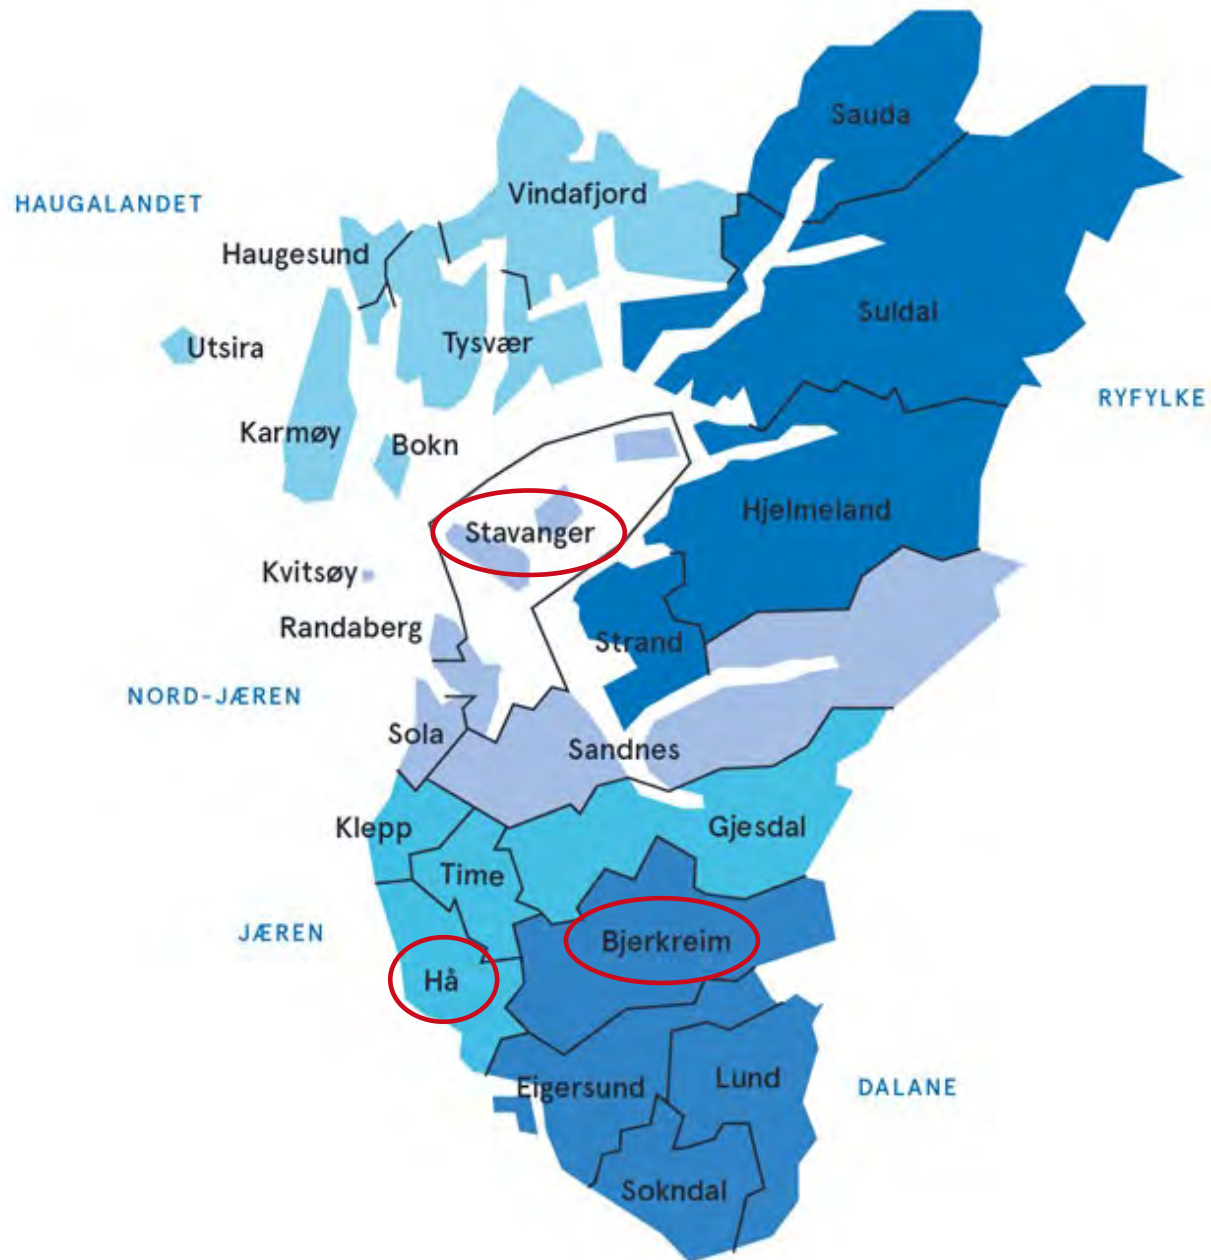 Sauda
Vindafjord
HAUGALANDET
Haugesund
Suldal
Utsira
Tysvær
RYFYLKE
Karmøy
Bokn
Hjelmeland
Stavanger
Kvitsøy
Randaberg
Strand
NORD-JÆREN
Sola
Sandnes
Klepp
Gjesdal
Time
JÆREN
Bjerkreim
Hå
Lund
Eigersund
DALANE
Sokndal